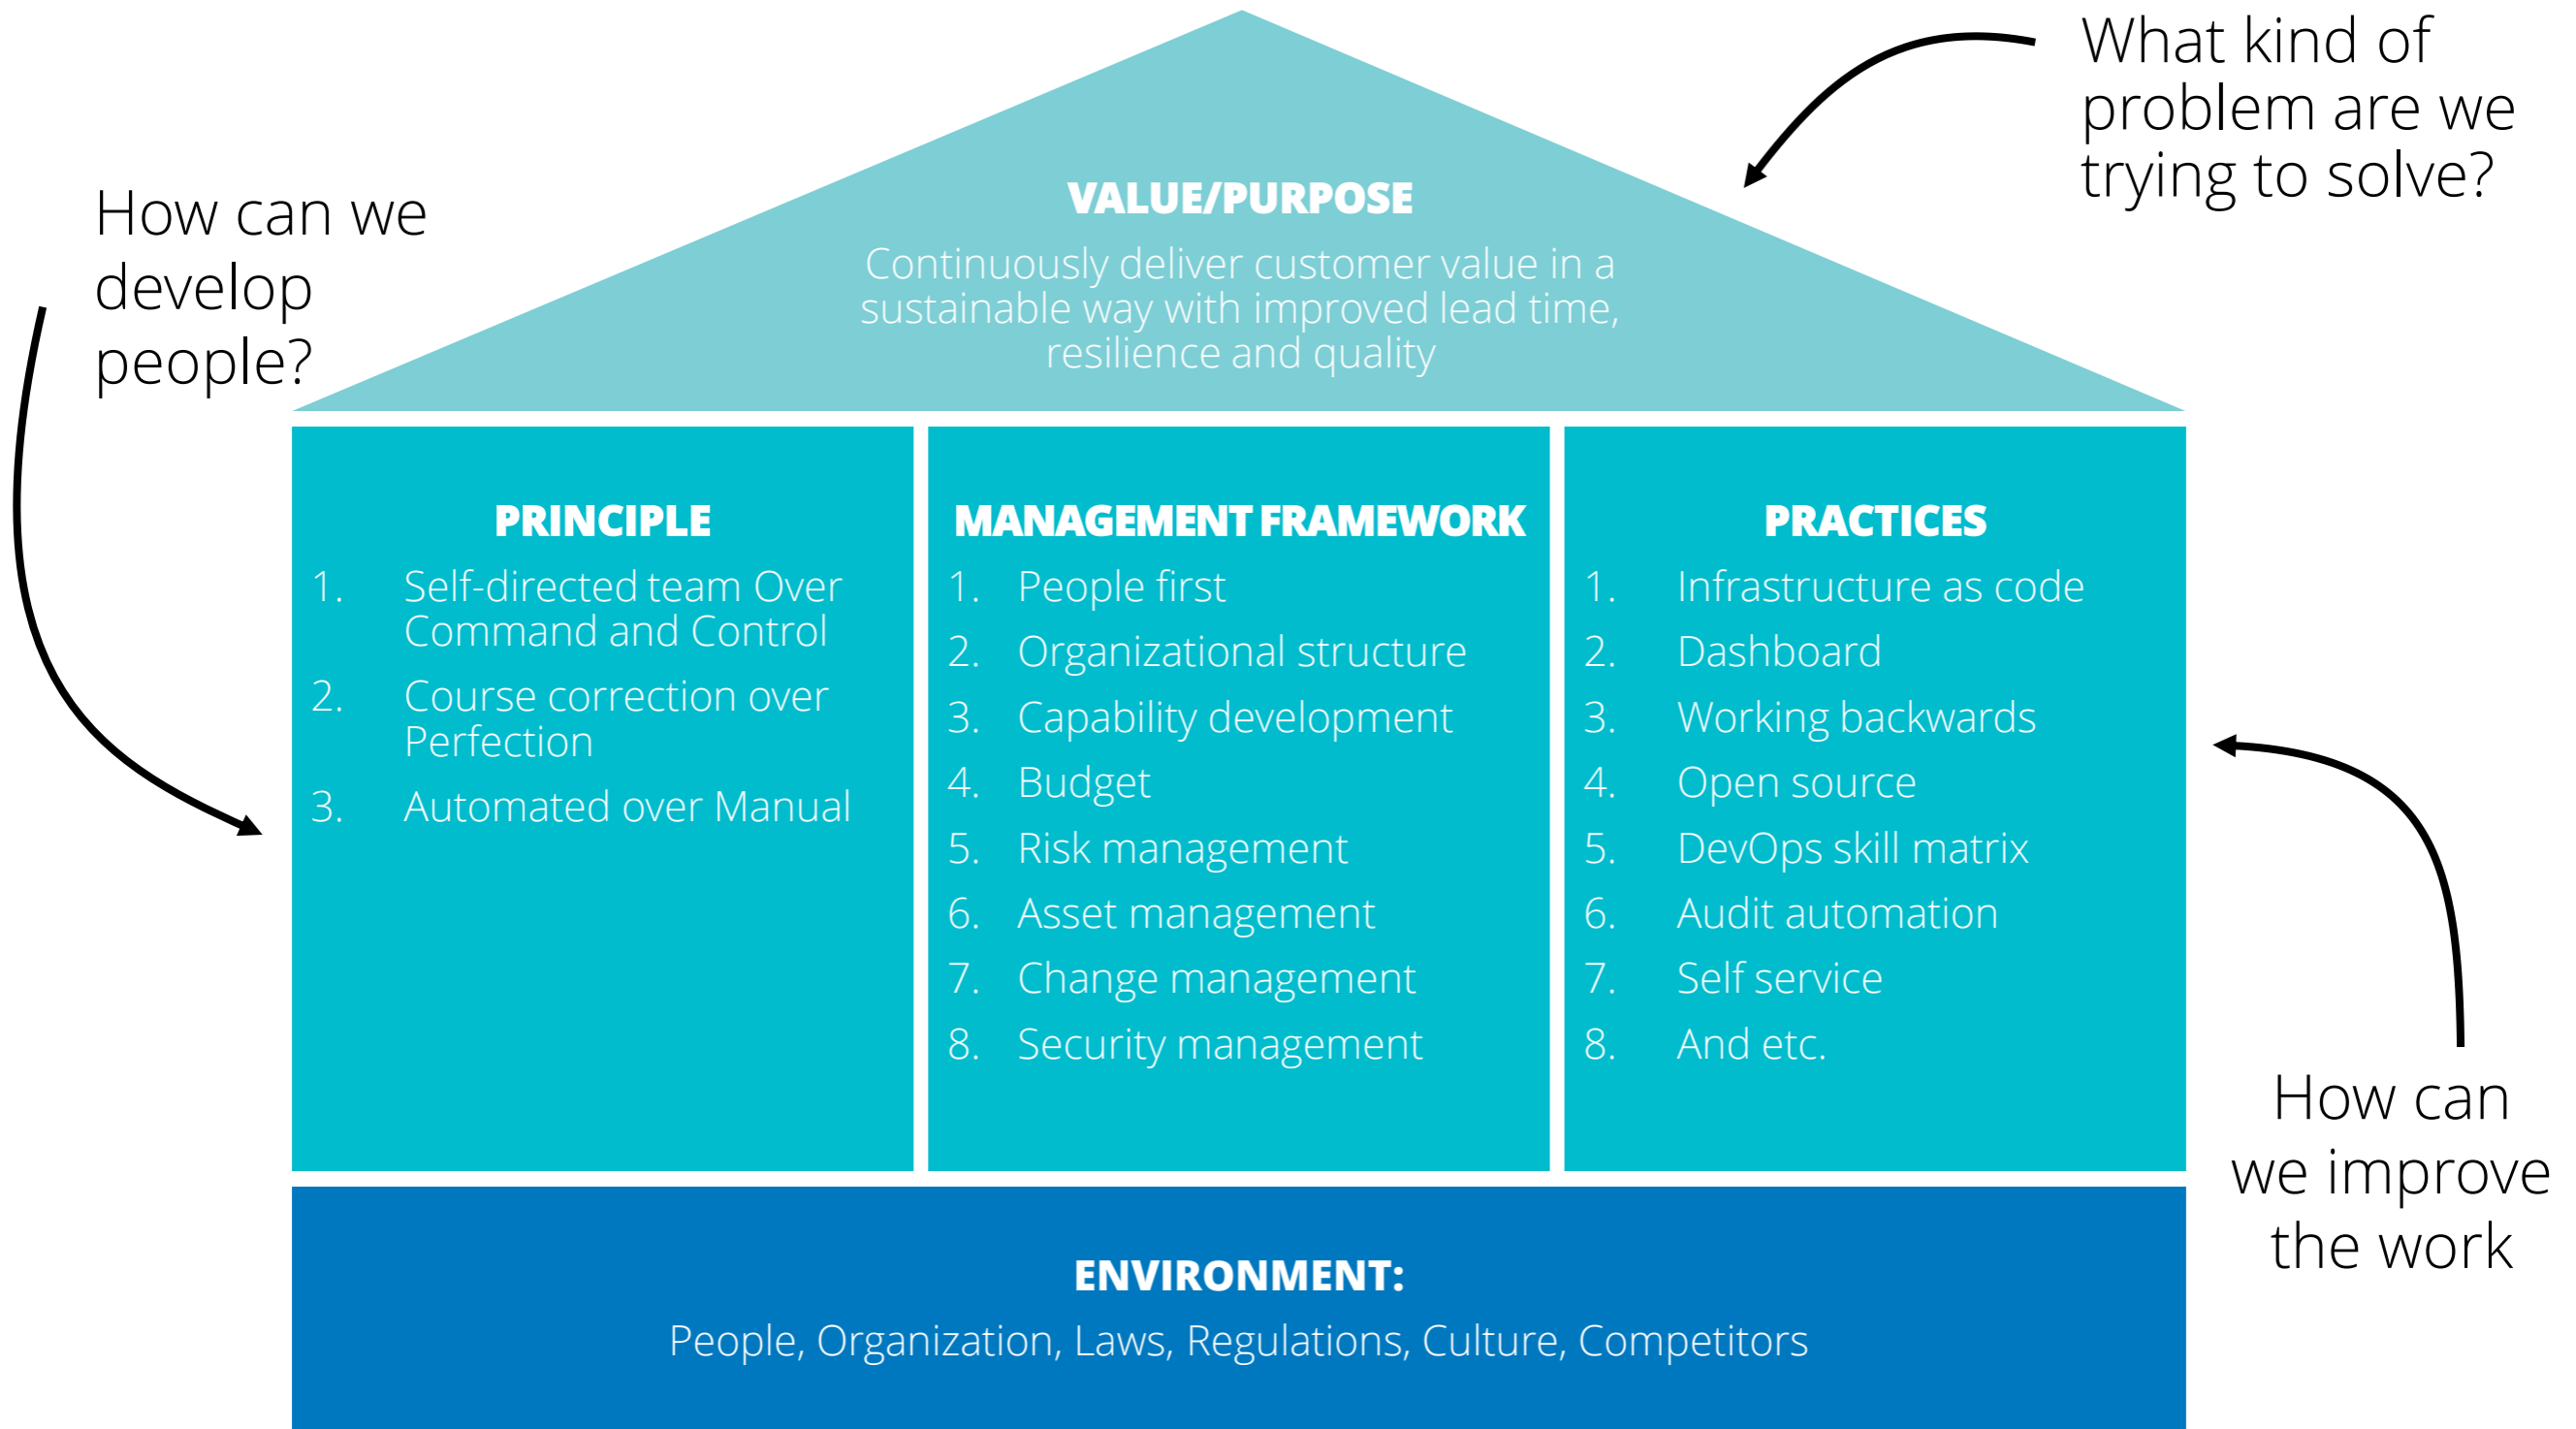 What kind of
problem are we
trying to solve?
How can we
develop
people?
VALUE/PURPOSE
Continuously deliver customer value in a
sustainable way with improved lead time,
resilience and quality
PRINCIPLE
1. Self-directed team Over
Command and Control
2. Course correction over
Perfection
3. Automated over Manual
MANAGEMENT FRAMEWORK
1. People first
2. Organizational structure
3. Capability development
4. Budget
5. Risk management
6. Asset management
7. Change management
8. Security management
PRACTICES
1. Infrastructure as code
2. Dashboard
3. Working backwards
4. Open source
5. DevOps skill matrix
6. Audit automation
7. Self service
8. And etc.
How can
we improve
the work
ENVIRONMENT:
People, Organization, Laws, Regulations, Culture, Competitors